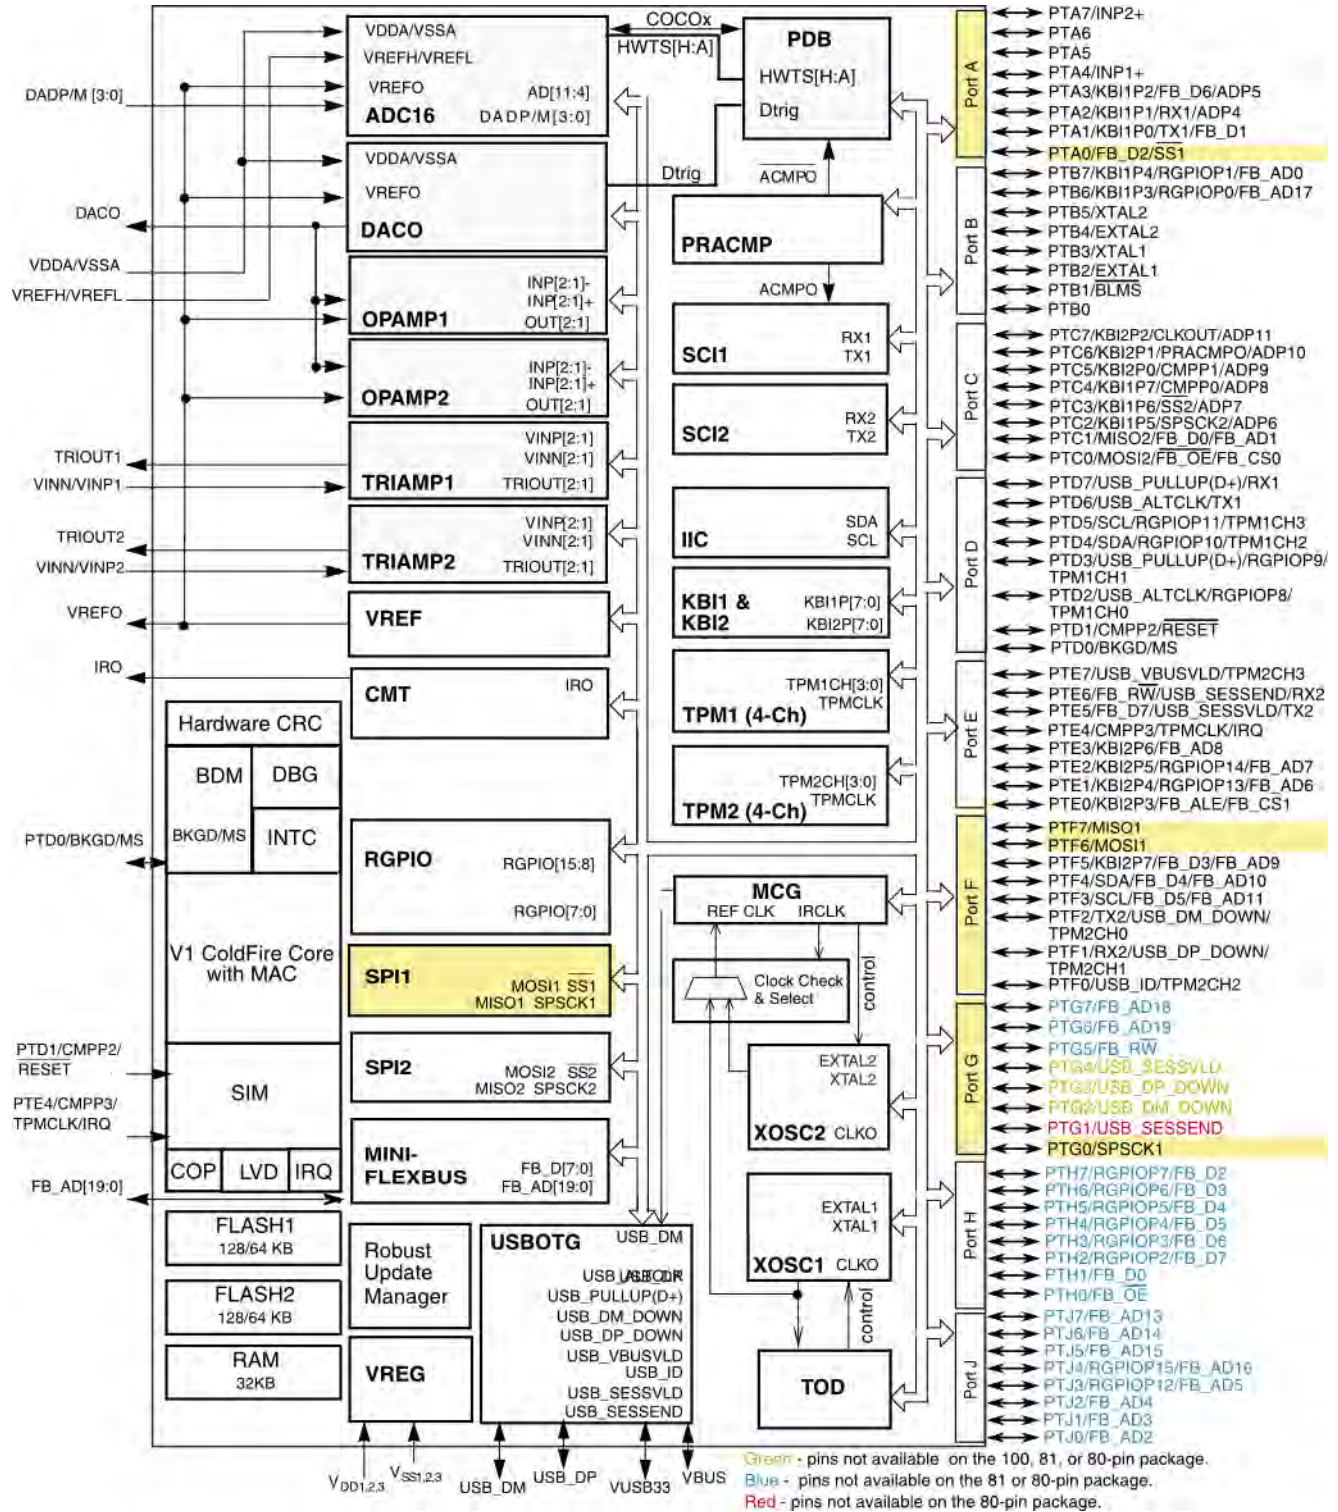 DADP/M [3:0]
DACO
VDDA/VSSA
VREFH/VREFL
TRIOUT1
VINN/VINP1
TRIOUT2
VINN/VINP2
VREFO
IRO
PTD0/BKGD/MS
PTD1/CMPP2/
RESET
PTE4/CMPP3/
TPMCLK/IRQ
FB_AD[19:0]
Hardware CRC
BDM
DBG
BKGD/MS
INTC
V1 ColdFire Core
with MAC
SIM
COP
LVD
IRQ
FLASH1
128/64 KB
FLASH2
128/64 KB
RAM
32KB
VDDA/VSSA
VREFH/VREFL
VREFO
AD[11:4]
ADC16
DADP/M[3:0]
VDDA/VSSA
VREFO
DACO
INP[2:1]-
INP[2:1]+
OPAMP1
OUT[2:1]
INP[2:1]-
INP[2:1]+
OPAMP2
OUT[2:1]
VINP[2:1]
VINN[2:1]
TRIAMP1
TRIOUT[2:1]
VINP[2:1]
VINN[2:1]
TRIAMP2
TRIOUT[2:1]
VREF
CMT
IRO
RGPIO
RGPIO[15:8]
RGPIO[7:0]
SPI1
MOSI1 SS1
MISO1 SPSCK1
SPI2
MOSI2 SS2
MISO2 SPSCK2
MINI-
FLEXBUS
FB_D[7:0]
FB_AD[19:0]
Robust
Update
Manager
VREG
USBOTG
USB_DM
USB_PULLUP(D+)
USB_DM_DOWN
USB_DP_DOWN
USB_VBUSVLD
USB_ID
USB_SESSVLD
USB_SESSEND
VDD1,2,3
VSS1,2,3
USB_DM
USB_DP
VUSB33
VBUS
COCOx
HWTS[H:A]
PDB
HWTS[H:A]
Dtrig
Dtrig
ACMPO
PRACMP
ACMPO
SCI1
RX1
TX1
SCI2
RX2
TX2
IIC
SDA
SCL
KBI1 &
KBI2
KBI1P[7:0]
KBI2P[7:0]
TPM1CH[3:0]
TPMCLK
TPM1 (4-Ch)
TPM2CH[3:0]
TPMCLK
TPM2 (4-Ch)
MCG
REF CLK
IRCLK
Clock Check
& Select
control
EXTAL2
XTAL2
XOSC2
CLKO
EXTAL1
XTAL1
XOSC1
CLKO
control
TOD
Port A
PTA7/INP2+
PTA6
PTA5
PTA4/INP1+
PTA3/KBI1P2/FB_D6/ADP5
PTA2/KBI1P1/RX1/ADP4
PTA1/KBI1P0/TX1/FB_D1
PTA0/FB_D2/SS1
Port B
PTB7/KBI1P4/RGPIOP1/FB_AD0
PTB6/KBI1P3/RGPIOP0/FB_AD17
PTB5/XTAL2
PTB4/EXTAL2
PTB3/XTAL1
PTB2/EXTAL1
PTB1/BLMS
PTB0
Port C
PTC7/KBI2P2/CLKOUT/ADP11
PTC6/KBI2P1/PRACMPO/ADP10
PTC5/KBI2P0/CMPP1/ADP9
PTC4/KBI1P7/CMPP0/ADP8
PTC3/KBI1P6/SS2/ADP7
PTC2/KBI1P5/SPSCK2/ADP6
PTC1/MISO2/FB_D0/FB_AD1
PTC0/MOSI2/FB_OE/FB_CS0
Port D
PTD7/USB_PULLUP(D+)/RX1
PTD6/USB_ALTCLK/TX1
PTD5/SCL/RGPIOP11/TPM1CH3
PTD4/SDA/RGPIOP10/TPM1CH2
PTD3/USB_PULLUP(D+)/RGPIOP9/
TPM1CH1
PTD2/USB_ALTCLK/RGPIOP8/
TPM1CH0
PTD1/CMPP2/RESET
PTD0/BKGD/MS
Port E
PTE7/USB_VBUSVLD/TPM2CH3
PTE6/FB_RW/USB_SESSEND/RX2
PTE5/FB_D7/USB_SESSVLD/TX2
PTE4/CMPP3/TPMCLK/IRQ
PTE3/KBI2P6/FB_AD8
PTE2/KBI2P5/RGPIOP14/FB_AD7
PTE1/KBI2P4/RGPIOP13/FB_AD6
PTE0/KBI2P3/FB_ALE/FB_CS1
Port F
PTF7/MISO1
PTF6/MOSI1
PTF5/KBI2P7/FB_D3/FB_AD9
PTF4/SDA/FB_D4/FB_AD10
PTF3/SCL/FB_D5/FB_AD11
PTF2/TX2/USB_DM_DOWN/
TPM2CH0
PTF1/RX2/USB_DP_DOWN/
TPM2CH1
PTF0/USB_ID/TPM2CH2
Port G
PTG7/FB_AD18
PTG6/FB_AD19
PTG5/FB_RW
PTG4/USB_SESSVLD
PTG3/USB_DP_DOWN
PTG2/USB_DM_DOWN
PTG1/USB_SESSEND
PTG0/SPSCK1
Port H
PTH7/RGPIOP7/FB_D2
PTH6/RGPIOP6/FB_D3
PTH5/RGPIOP5/FB_D4
PTH4/RGPIOP4/FB_D5
PTH3/RGPIOP3/FB_D6
PTH2/RGPIOP2/FB_D7
PTH1/FB_D0
PTH0/FB_OE
Port J
PTJ7/FB_AD13
PTJ6/FB_AD14
PTJ5/FB_AD15
PTJ4/RGPIOP15/FB_AD16
PTJ3/RGPIOP12/FB_AD5
PTJ2/FB_AD4
PTJ1/FB_AD3
PTJ0/FB_AD2
Green - pins not available on the 100, 81, or 80-pin package.
Blue - pins not available on the 81 or 80-pin package.
Red - pins not available on the 80-pin package.